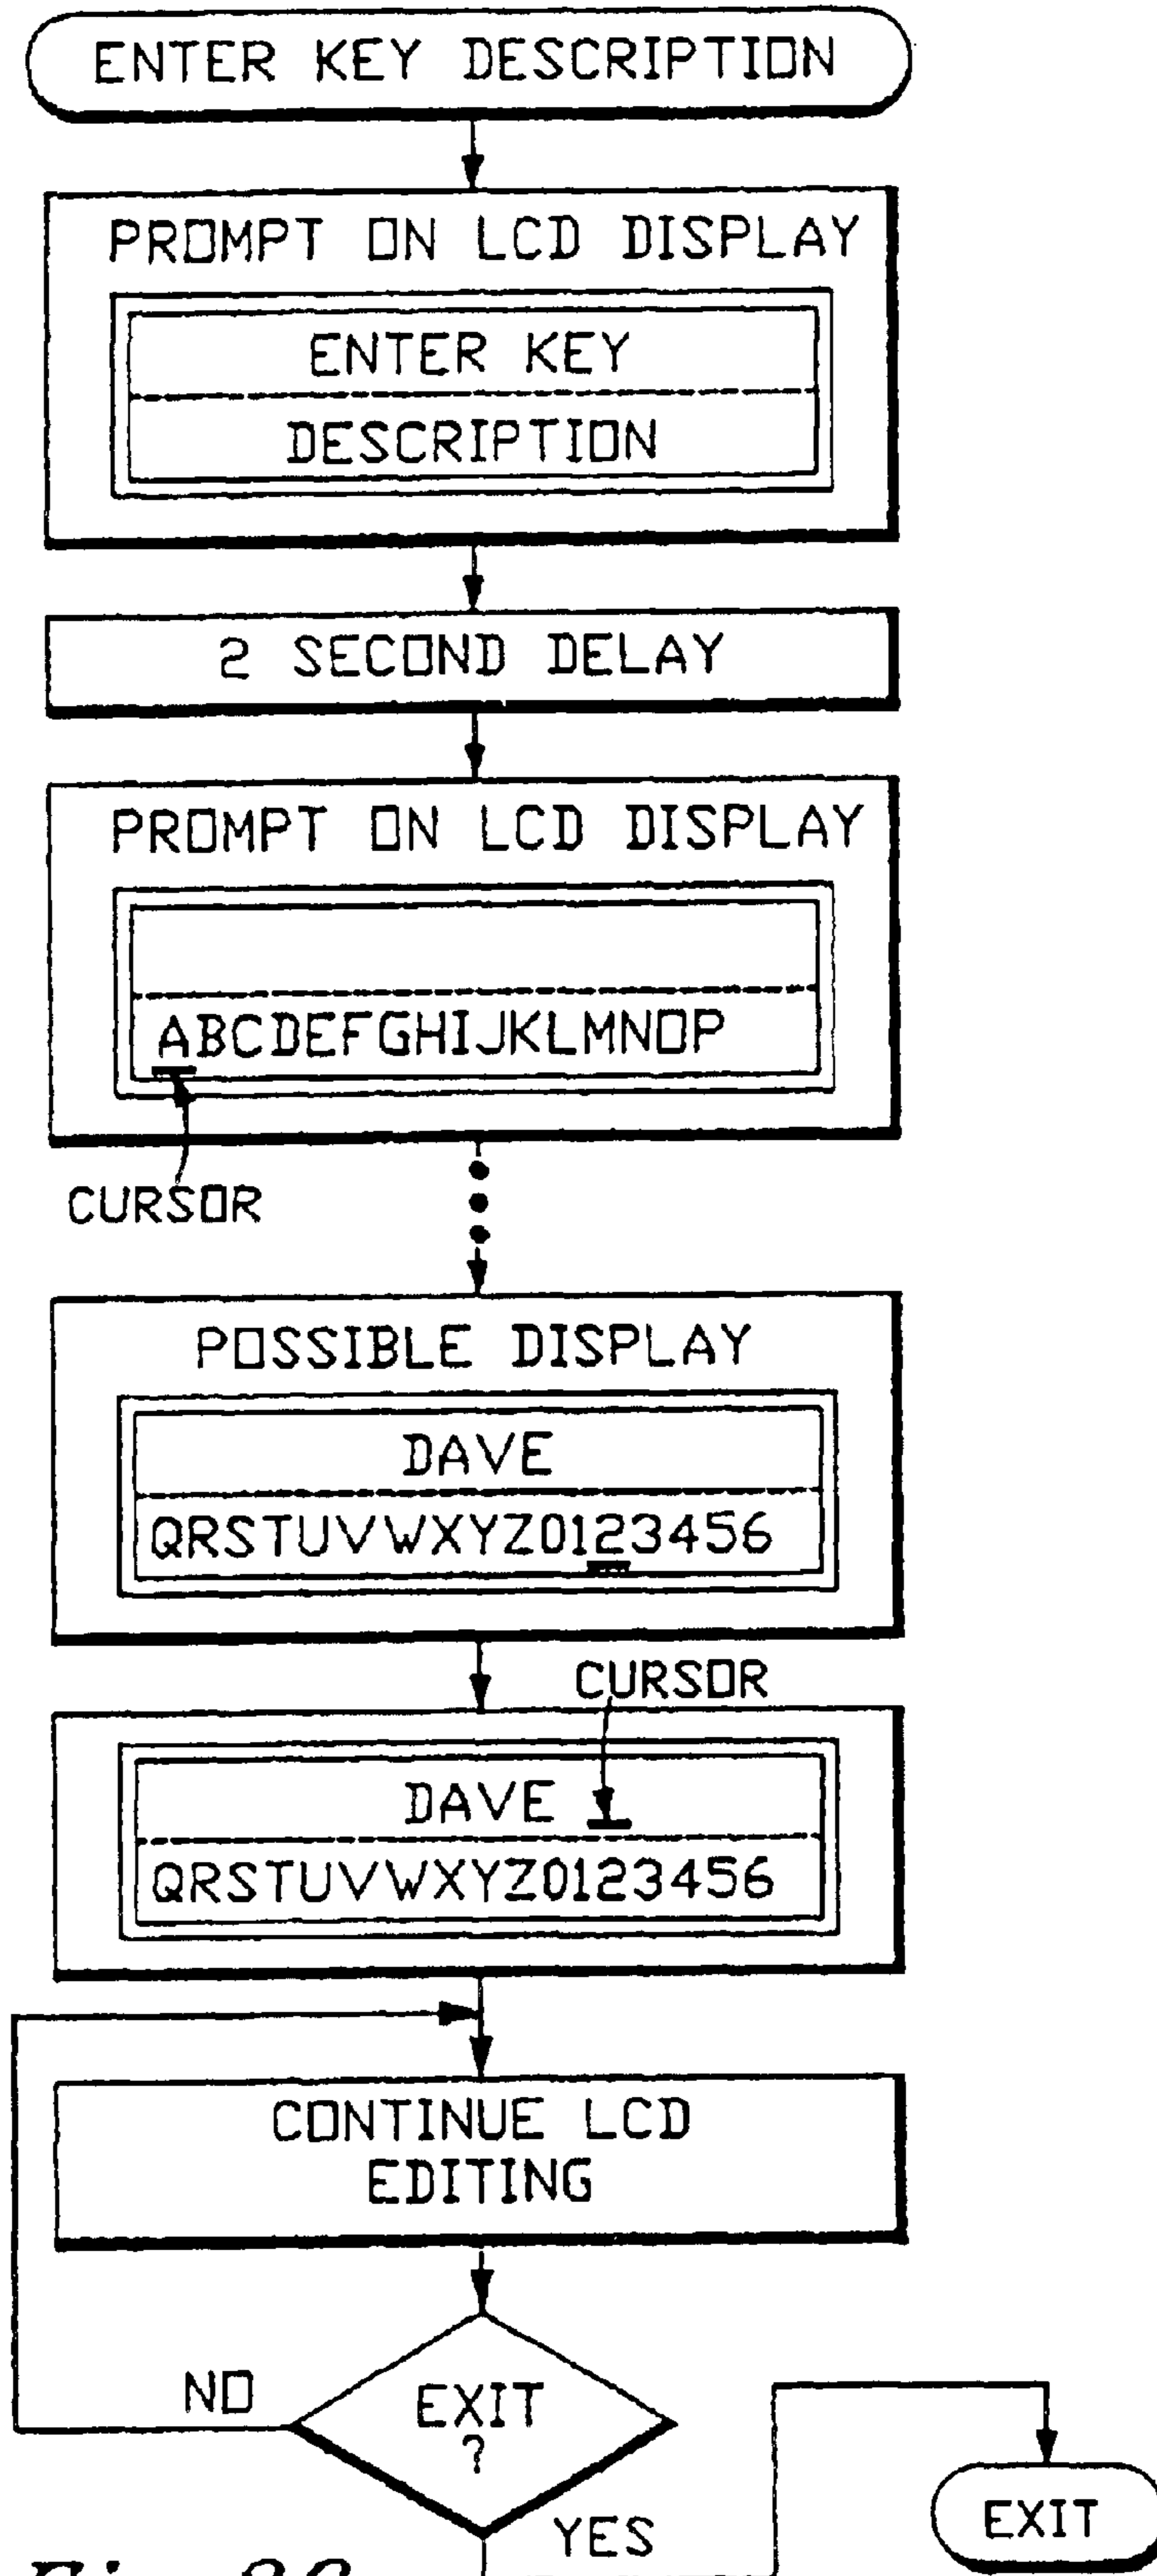 ENTER KEY DESCRIPTION
PROMPT ON LCD DISPLAY
ENTER KEY
DESCRIPTION
2 SECOND DELAY
PROMPT ON LCD DISPLAY
ABCDEFGHIJKLMNOP
CURSOR
POSSIBLE DISPLAY
DAVE
QRSTUVWXYZ0123456
CURSOR
DAVE
QRSTUVWXYZ0123456
CONTINUE LCD
EDITING
NO
EXIT
?
YES
EXIT